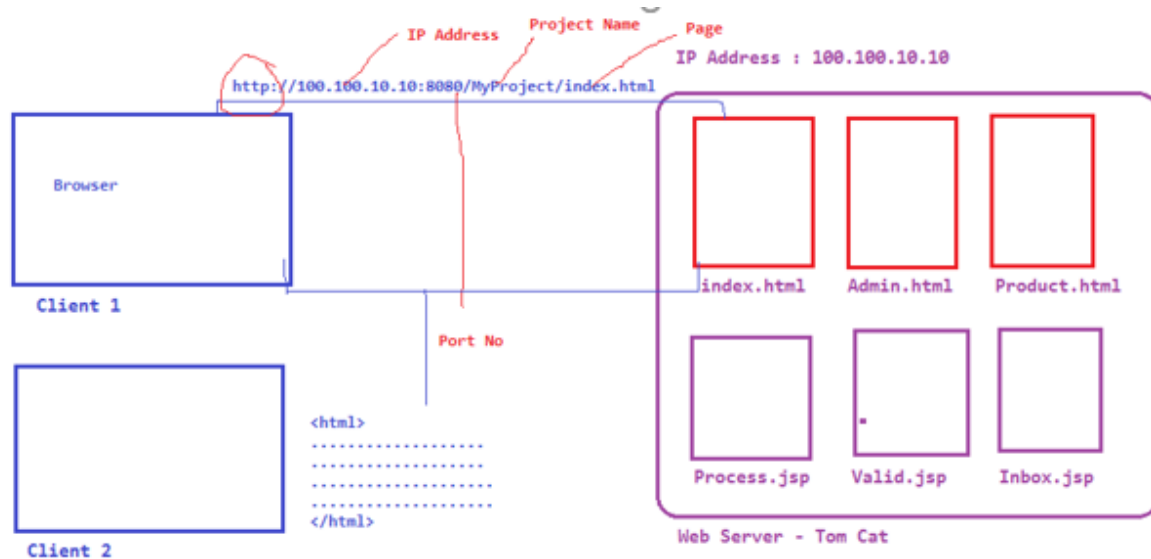 Project Name
IP Address
Page
IP Address : 100.100.10.10
http://100.100.10.10:8080/MyProject/index.html
Browser
index.html
Admin.html
Product.html
Client 1
Port No
<html>
...................
...................
....................
....................
</html>
Process.jsp
Valid.jsp
Inbox.jsp
Web Server - Tom Cat
Client 2